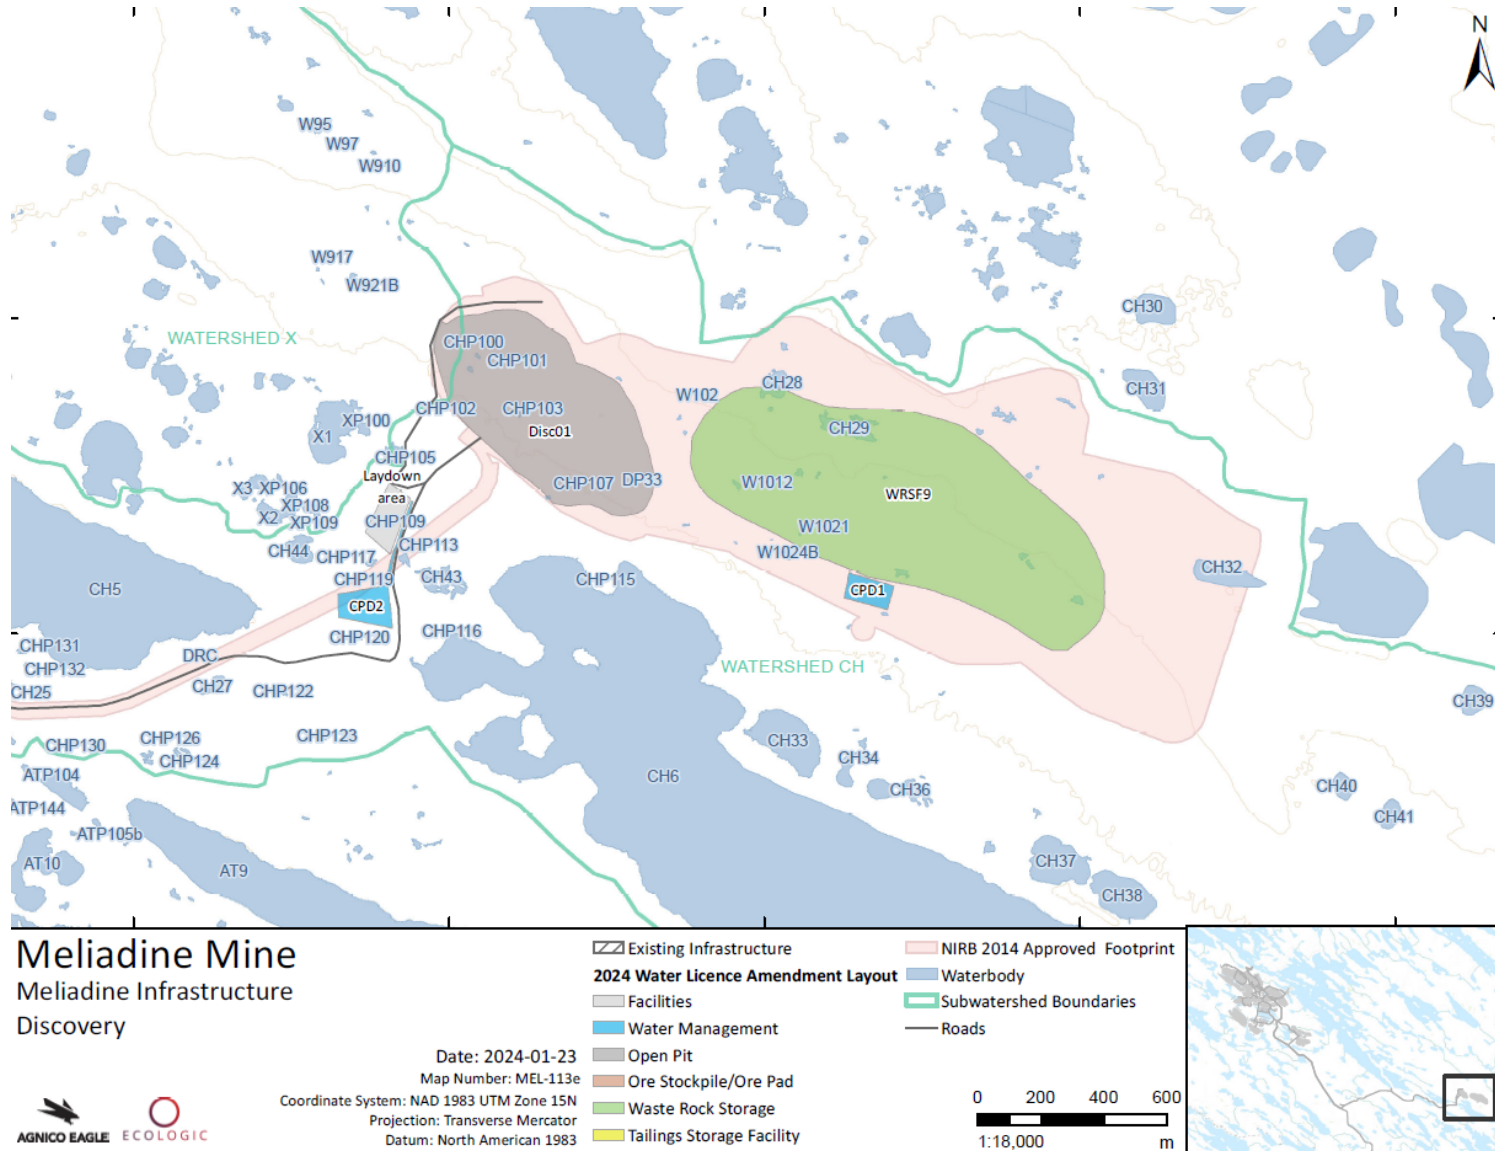 N
W95
W97
W910
W917
W921B
WATERSHED X
CH30
CHP100
CHP101
CH28
CH31
W102
CHP102
CHP103
XP100
X1
CH29
Disc01
CHP105
Laydown
area
CHP107
DP33
W1012
WRSF9
X3
XP106
XP108
X2
XP109
CHP109
W1021
CH44
CHP117
CHP113
W1024B
CH32
CH5
CHP119
CH43
CHP115
CPD1
CPD2
CHP120
CHP116
CHP131
CHP132
DRC
WATERSHED CH
CH25
CH27
CHP122
CH39
CHP130
CHP126
CHP124
CHP123
CH33
CH34
ATP104
CH6
CH36
CH40
ATP144
CH41
ATP105b
AT10
AT9
CH37
CH38
Meliadine Mine
Meliadine Infrastructure
Discovery
Date: 2024-01-23
Map Number: MEL-113e
Coordinate System: NAD 1983 UTM Zone 15N
Projection: Transverse Mercator
Datum: North American 1983
AGNICO EAGLE
ECOLOGIC
Existing Infrastructure
2024 Water Licence Amendment Layout
Facilities
Water Management
Open Pit
Ore Stockpile/Ore Pad
Waste Rock Storage
Tailings Storage Facility
NIRB 2014 Approved Footprint
Waterbody
Subwatershed Boundaries
Roads
0 200 400 600
1:18,000 m